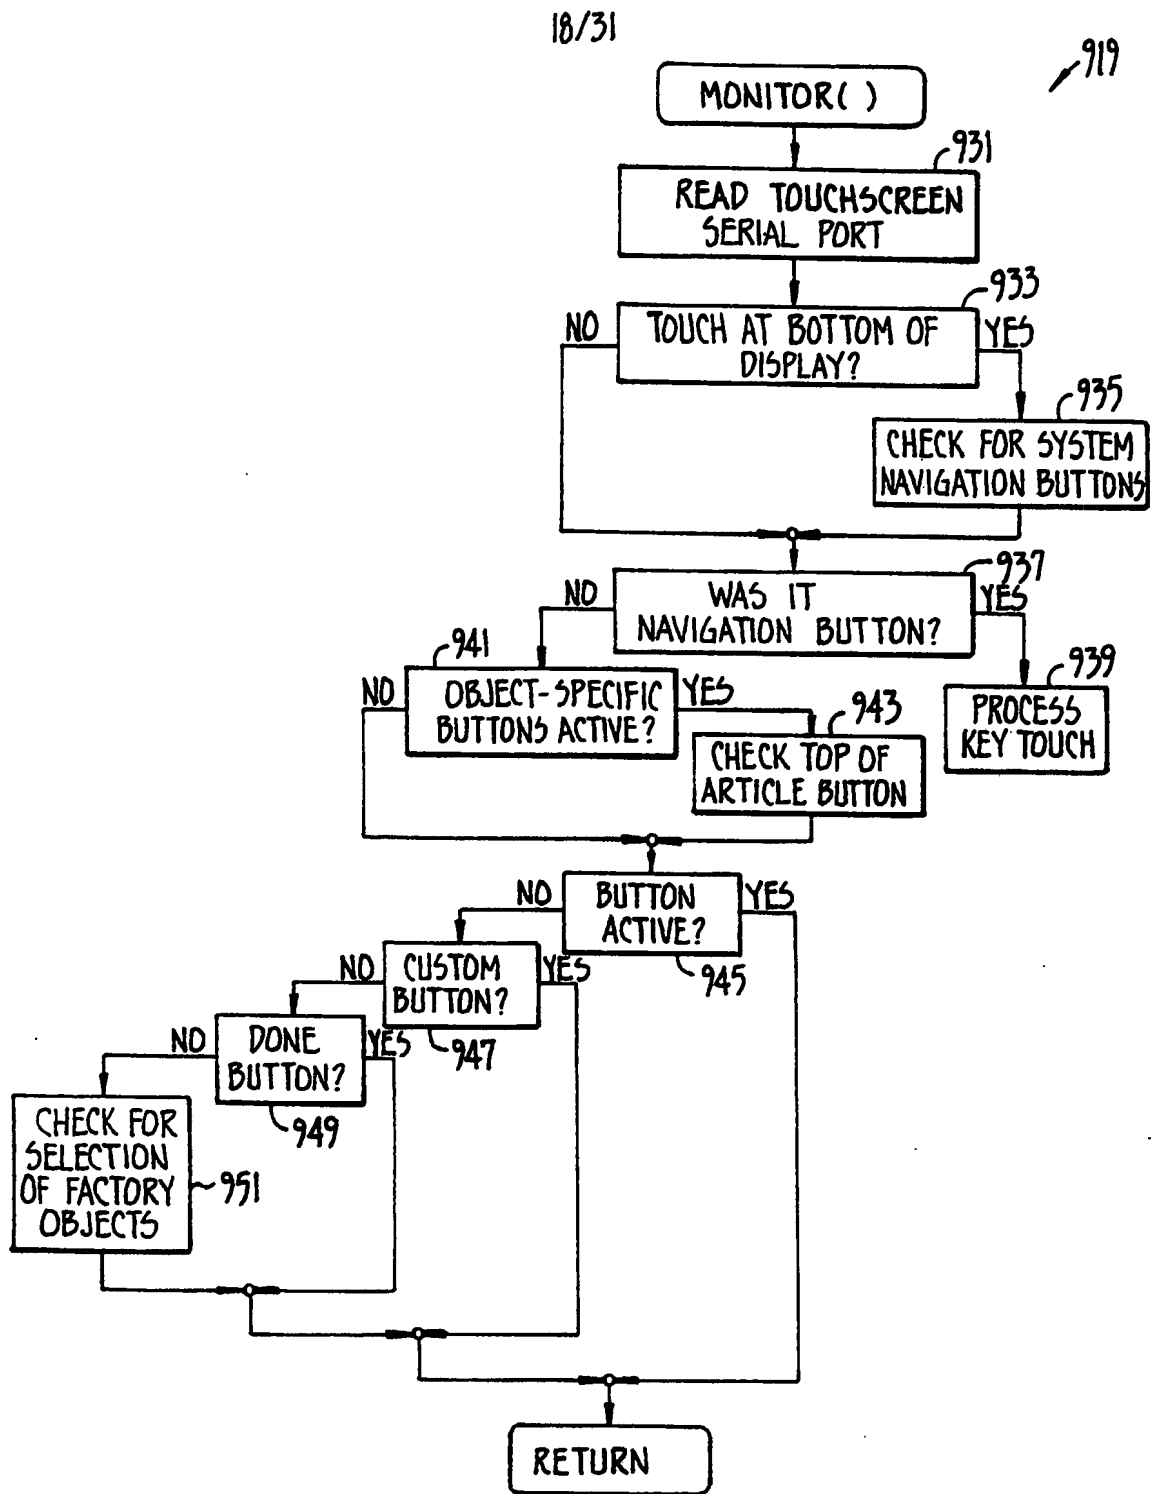 18/31
919
MONITOR( )
931
READ TOUCHSCREEN
SERIAL PORT
933
NO
TOUCH AT BOTTOM OF
DISPLAY?
YES
935
CHECK FOR SYSTEM
NAVIGATION BUTTONS
937
NO
WAS IT
NAVIGATION BUTTON?
YES
939
PROCESS
KEY TOUCH
941
NO
OBJECT-SPECIFIC
BUTTONS ACTIVE?
YES
943
CHECK TOP OF
ARTICLE BUTTON
NO
BUTTON
ACTIVE?
YES
945
NO
CUSTOM
BUTTON?
YES
947
NO
DONE
BUTTON?
YES
949
CHECK FOR
SELECTION
OF FACTORY
OBJECTS
951
RETURN